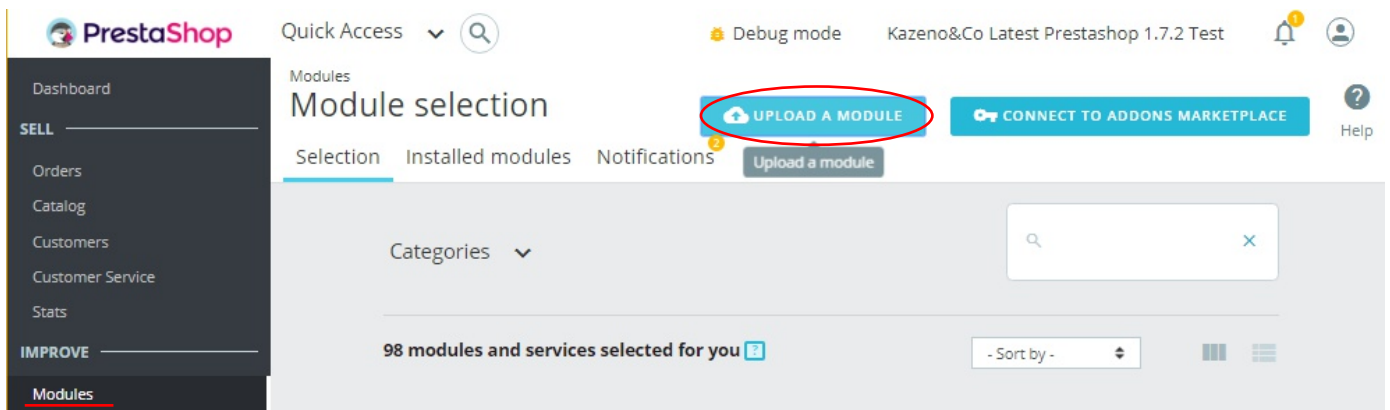 PrestaShop
Quick Access
Debug mode
Kazeno&Co Latest Prestashop 1.7.2 Test
1
Dashboard
SELL
Orders
Catalog
Customers
Customer Service
Stats
IMPROVE
Modules
Modules
Module selection
UPLOAD A MODULE
CONNECT TO ADDONS MARKETPLACE
?
Help
Selection
Installed modules
Notifications
2
Upload a module
Categories
98 modules and services selected for you ?
- Sort by -